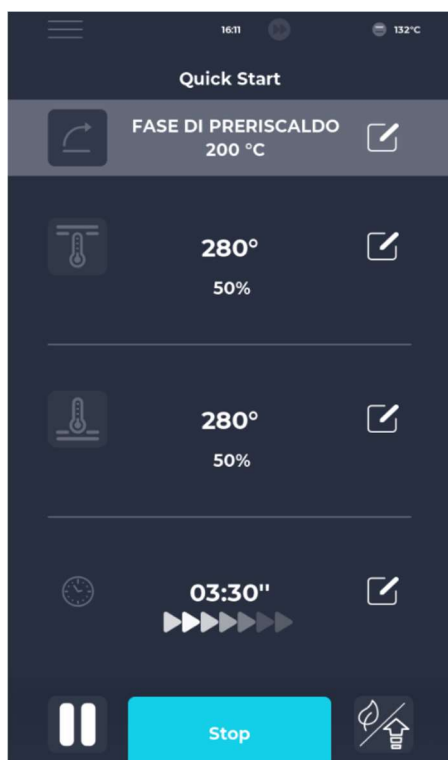 16:11
132°C
Quick Start
FASE DI PRERISCALDO
200 °C
280°
50%
280°
50%
03:30''
Stop